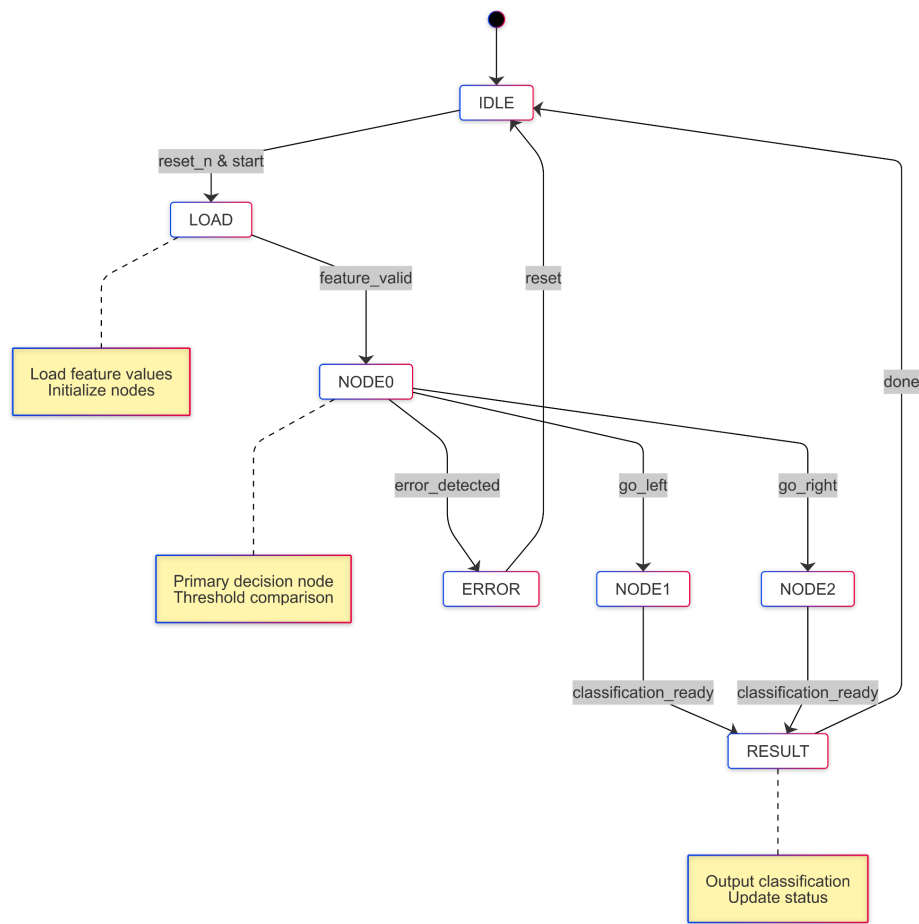 IDLE
reset_n & start
LOAD
feature_valid
reset
Load feature values
Initialize nodes
NODE0
done
error_detected
go_left
go_right
Primary decision node
Threshold comparison
ERROR
NODE1
NODE2
classification_ready
classification_ready
RESULT
Output classification
Update status